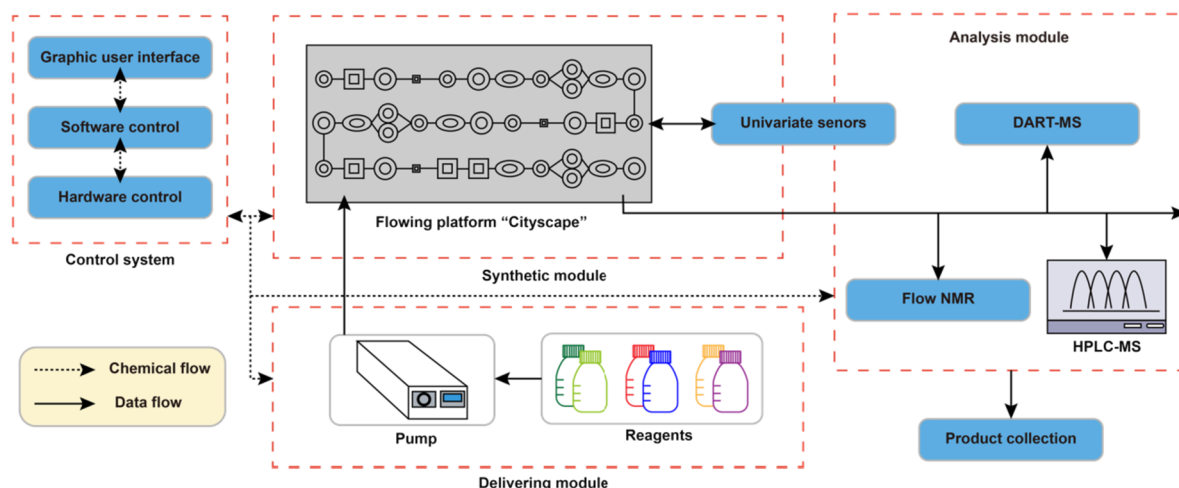 Graphic user interface
Software control
Hardware control
Control system
Flowing platform “Cityscape”
Univariate senors
Synthetic module
Analysis module
DART-MS
Flow NMR
HPLC-MS
Product collection
Chemical flow
Data flow
Pump
Reagents
Delivering module